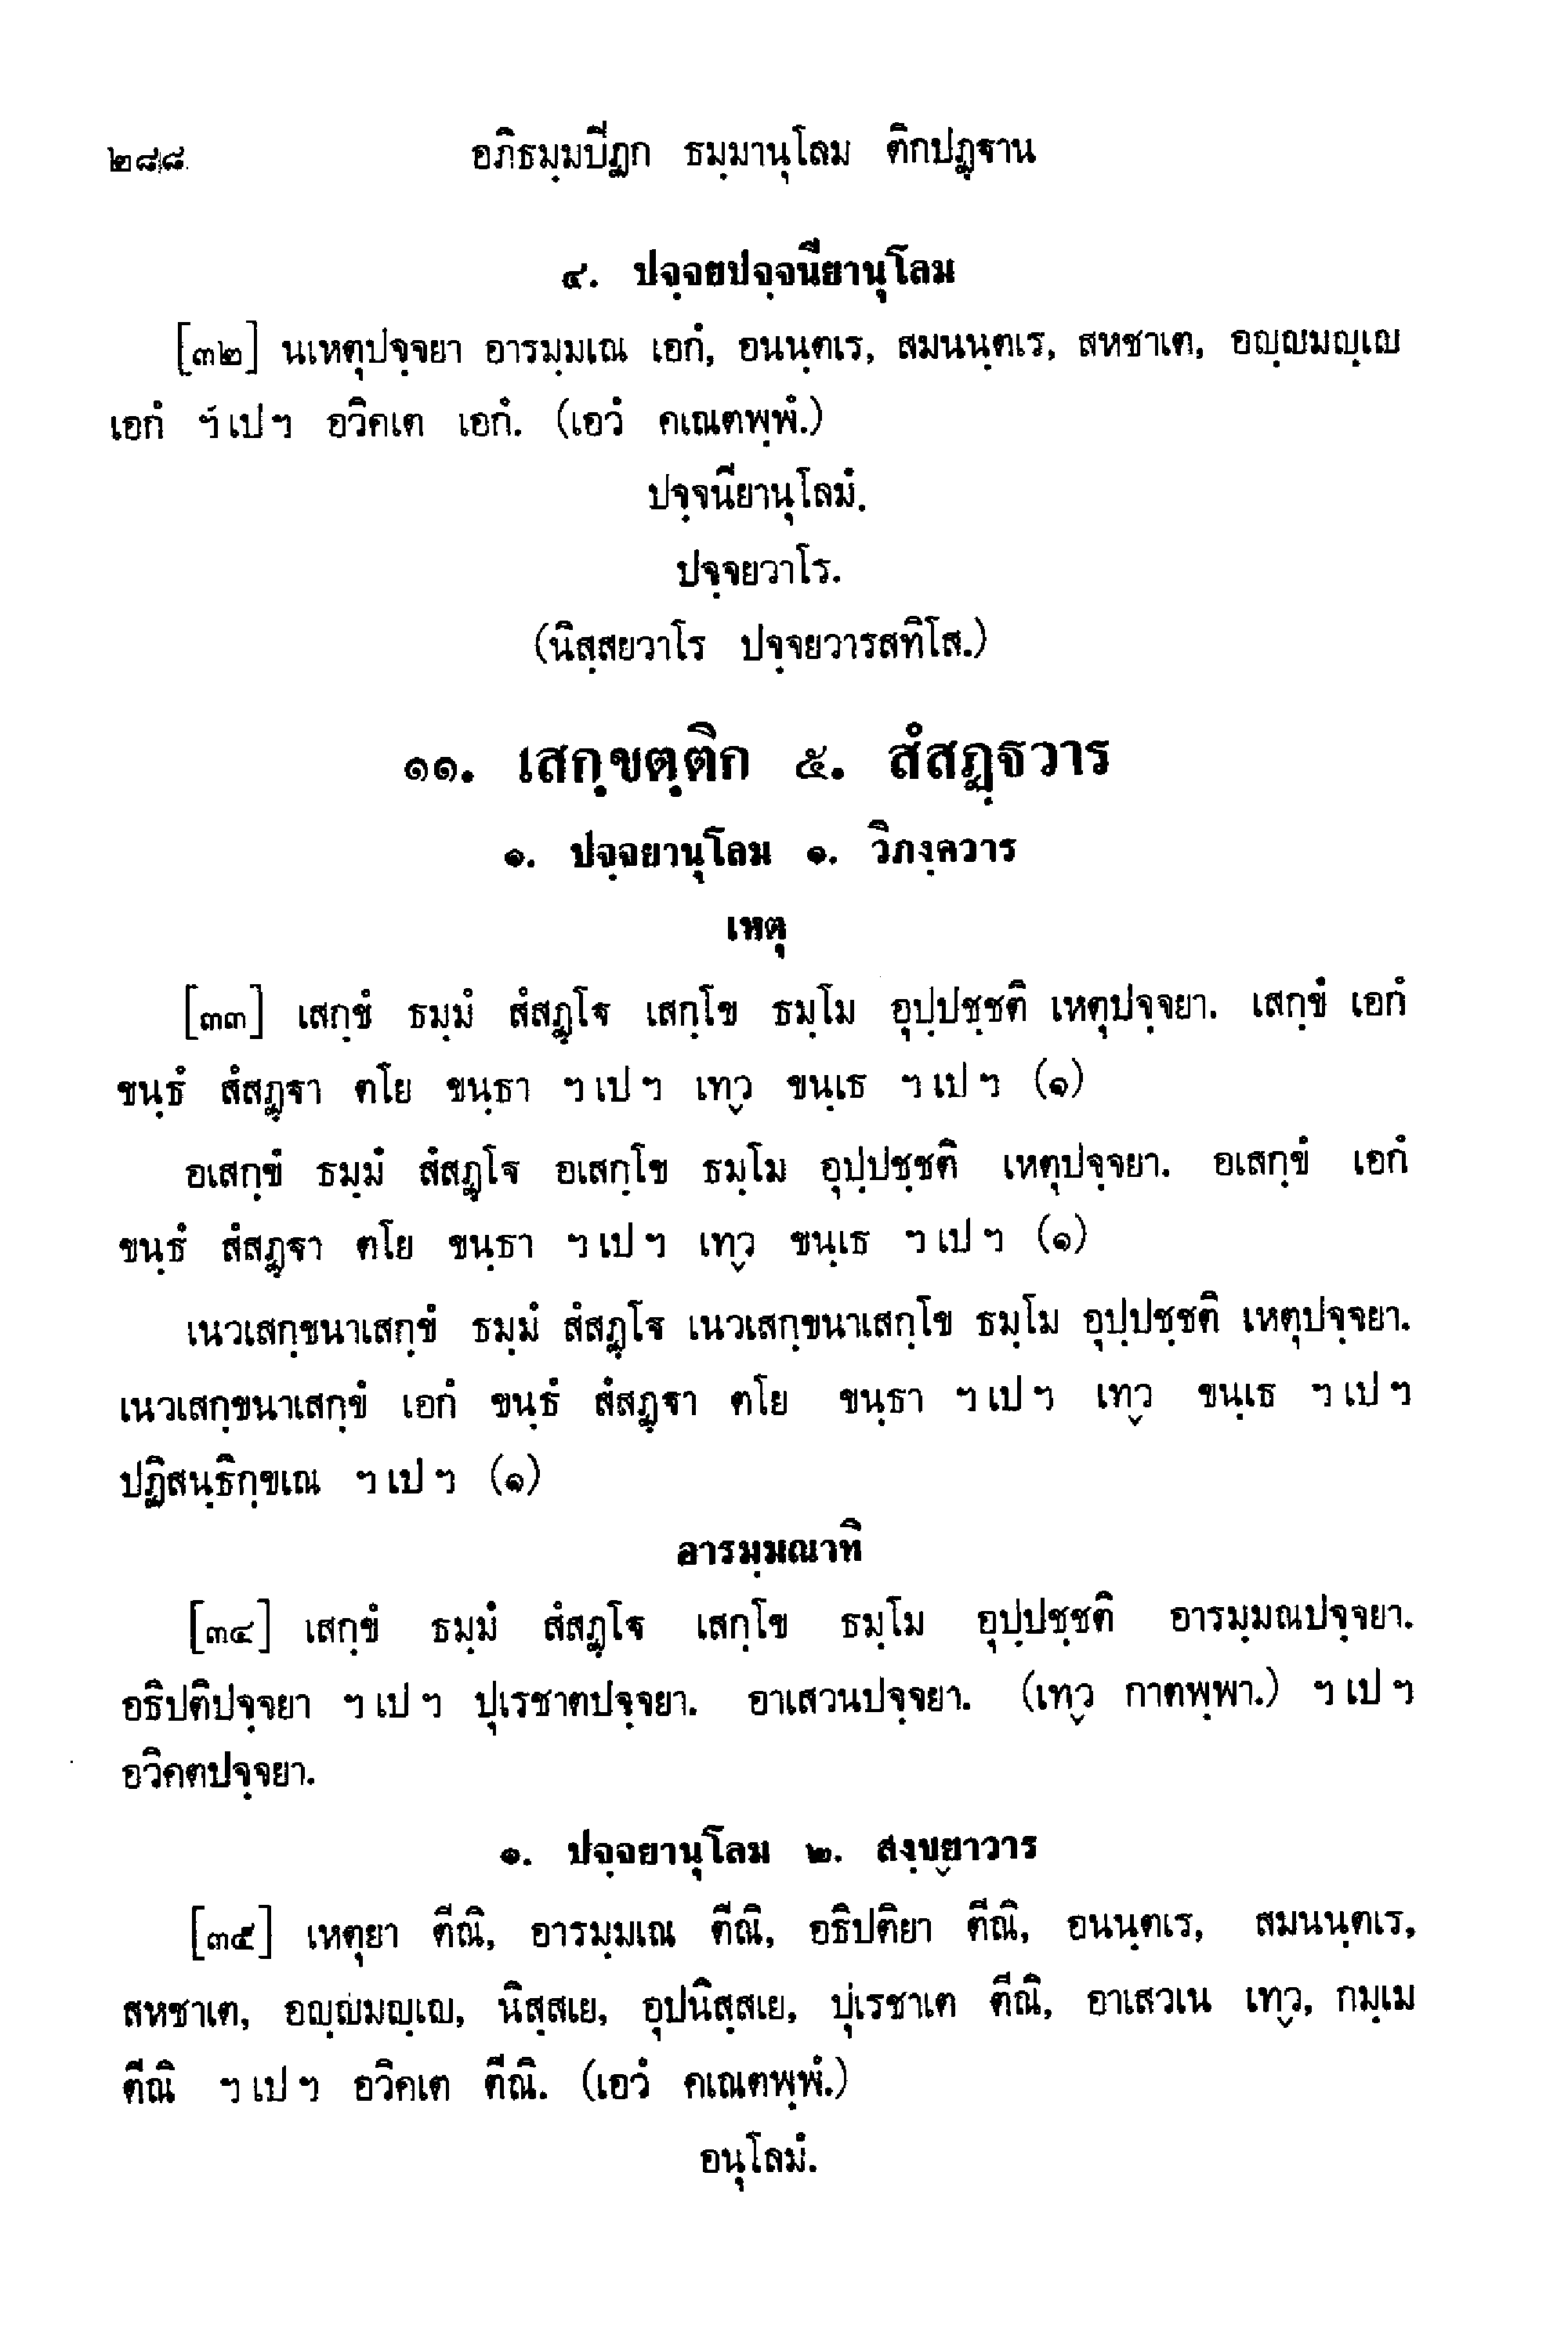 ๒๘๘ อภิธมฺมปีฏก ธมฺมานุโลม ติกปฏฺฐาน
๔. ปจฺจยปจฺจนียานุโลม
[๓๒] นเหตุปจฺจยา อารมฺมเณ เอกํ, อนนฺตเร, สมนนฺตเร, สหชาเต, อญฺญมญฺเญ
เอกํ ฯ เป ฯ อวิคเต เอกํ. (เอวํ คเณตพฺพํ.)
ปจฺจนียานุโลมํ.
ปจฺจยวาโร.
(นิสฺสยวาโร ปจฺจยวารสทิโส.)
๑๑. เสกฺขตฺติก ๕. สํสฏฺฐวาร
๑. ปจฺจยานุโลม ๑. วิภงฺควาร
เหตุ
[๓๓] เสกฺขํ ธมฺมํ สํสฏฺโฐ เสกฺโข ธมฺโม อุปฺปชฺชติ เหตุปจฺจยา. เสกฺขํ เอกํ
ขนฺธํ สํสฏฺฐา ตโย ขนฺธา ฯ เป ฯ เทฺว ขนฺเธ ฯ เป ฯ (๑)
อเสกฺขํ ธมฺมํ สํสฏฺโฐ อเสกฺโข ธมฺโม อุปฺปชฺชติ เหตุปจฺจยา. อเสกฺขํ เอกํ
ขนฺธํ สํสฏฺฐา ตโย ขนฺธา ฯ เป ฯ เทฺว ขนฺเธ ฯ เป ฯ (๑)
เนวเสกฺขนาเสกฺขํ ธมฺมํ สํสฏฺโฐ เนวเสกฺขนาเสกฺโข ธมฺโม อุปฺปชฺชติ เหตุปจฺจยา.
เนวเสกฺขนาเสกฺขํ เอกํ ขนฺธํ สํสฏฺฐา ตโย ขนฺธา ฯ เป ฯ เทฺว ขนฺเธ ฯ เป ฯ
ปฏิสนฺธิกฺขเณ ฯ เป ฯ (๑)
อารมฺมณาทิ
[๓๔] เสกฺขํ ธมฺมํ สํสฏฺโฐ เสกฺโข ธมฺโม อุปฺปชฺชติ อารมฺมณปจฺจยา.
อธิปติปจฺจยา ฯ เป ฯ ปุเรชาตปจฺจยา. อาเสวนปจฺจยา. (เทฺว กาตพฺพา.) ฯ เป ฯ
อวิคตปจฺจยา.
๑. ปจฺจยานุโลม ๒. สงฺขฺยาวาร
[๓๕] เหตุยา ตีณิ, อารมฺมเณ ตีณิ, อธิปติยา ตีณิ, อนนฺตเร, สมนนฺตเร,
สหชาเต, อญฺญมญฺเญ, นิสฺสเย, อุปนิสฺสเย, ปุเรชาเต ตีณิ, อาเสวเน เทฺว, กมฺเม
ตีณิ ฯ เป ฯ อวิคเต ตีณิ. (เอวํ คเณตพฺพํ.)
อนุโลมํ.